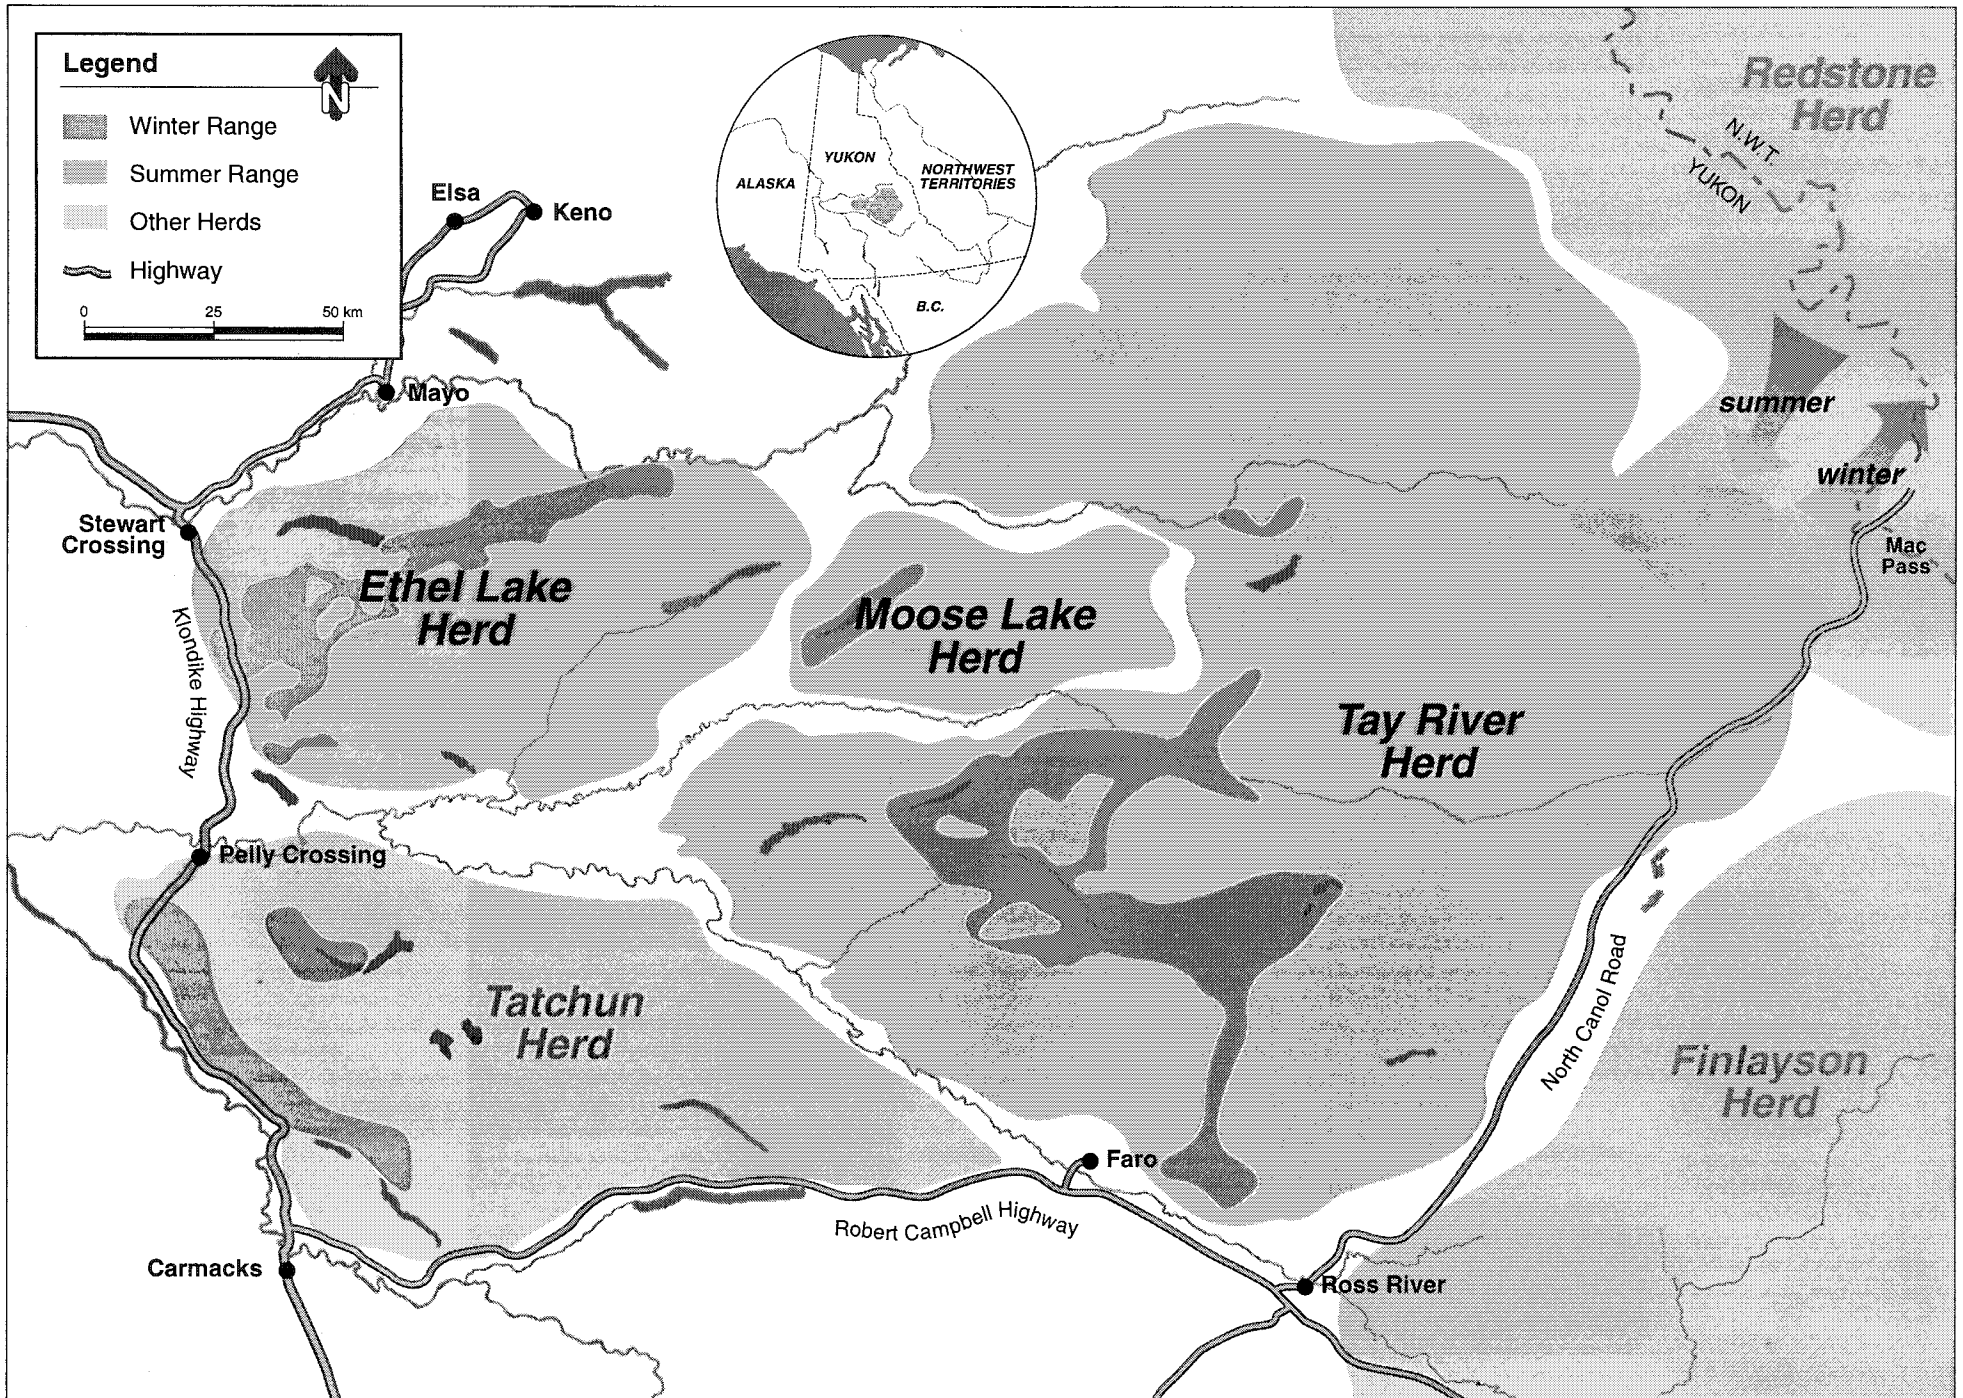 Legend
N
Winter Range
Summer Range
Other Herds
Highway
0 25 50 km
Elsa
Keno
Mayo
Stewart
Crossing
Klondike Highway
Pelly Crossing
Carmacks
ALASKA
YUKON
NORTHWEST
TERRITORIES
B.C.
Redstone
Herd
N.W.T.
YUKON
summer
winter
Mac
Pass
Ethel Lake
Herd
Moose Lake
Herd
Tay River
Herd
Tatchun
Herd
Finlayson
Herd
North Canol Road
Faro
Robert Campbell Highway
Ross River